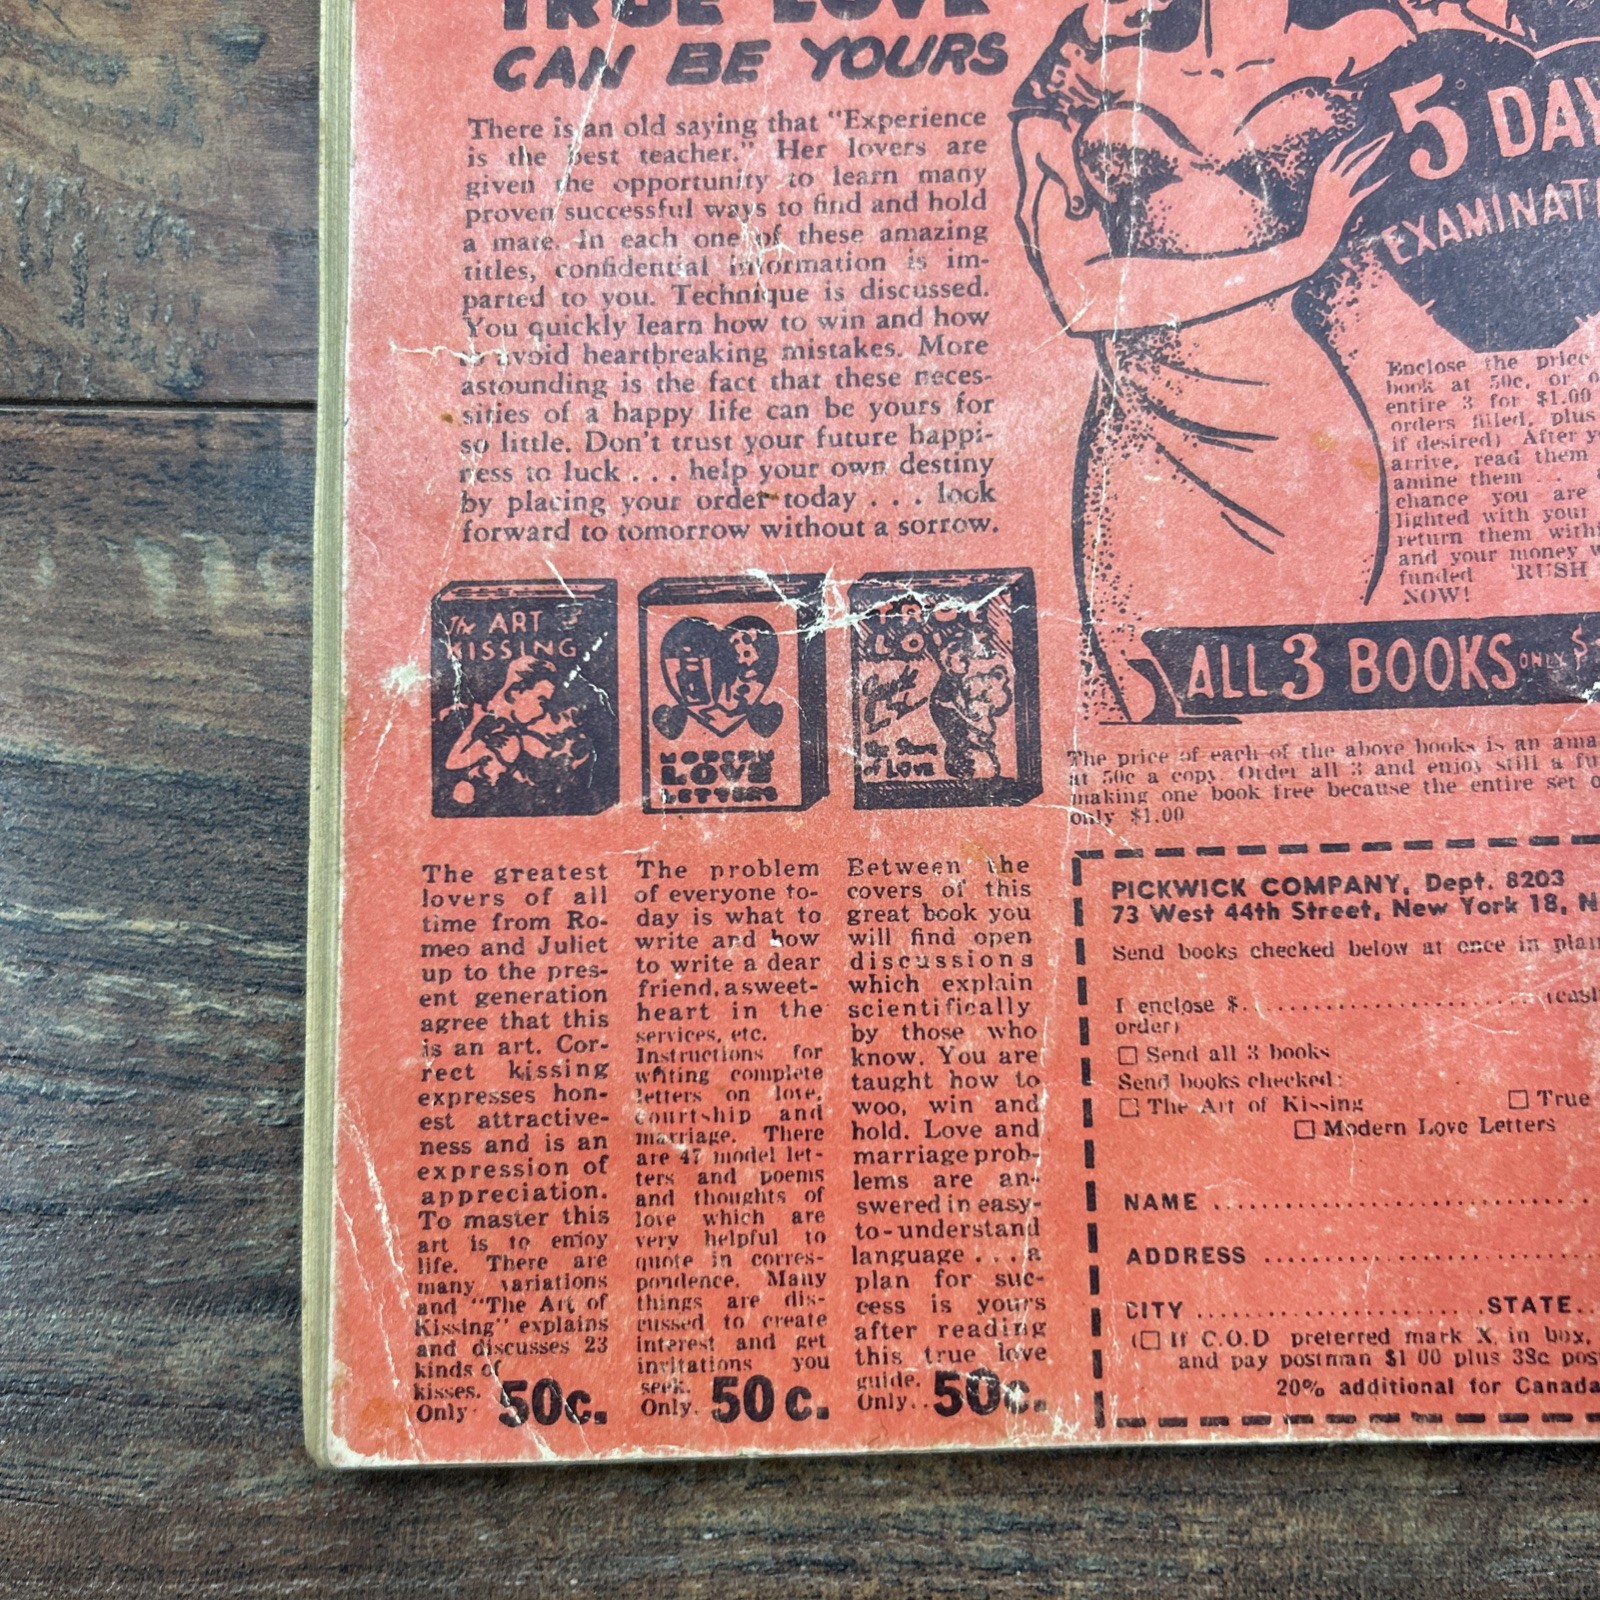 TRUE LOVE
CAN BE YOURS
There is an old saying that "Experience
is the best teacher." Her lovers are
given the opportunity to learn many
proven successful ways to find and hold
a mate. In each one of these amazing
titles, confidential information is im-
parted to you. Technique is discussed.
You quickly learn how to win and how
to avoid heartbreaking mistakes. More
astounding is the fact that these neces-
sities of a happy life can be yours for
so little. Don't trust your future happi-
ness to luck . . . help your own destiny
by placing your order today . . . look
forward to tomorrow without a sorrow.
5 DAY
EXAMINAT
Enclose the price
book at 50c, or
entire 3 for $1.00
orders filled, plus
if desired) After
arrive, read them
amine them . .
chance you are
lighted with your
return them with
and your money
funded 'RUSH
NOW!
ALL 3 BOOKS ONLY $
The ART of
KISSING
MODERN
LOVE
LETTERS
TRUE
LOVE
Guide
The Story
of LOVE
The price of each of the above books is an ama
at 50c a copy. Order all 3 and enjoy still a fu
making one book free because the entire set
only $1.00
The greatest
lovers of all
time from Ro-
meo and Juliet
up to the pres-
ent generation
agree that this
is an art. Cor-
rect kissing
expresses hon-
est attractive-
ness and is an
expression of
appreciation.
To master this
art is to enjoy
life. There are
many variations
and "The Art of
Kissing" explains
and discusses 23
kinds of
kisses.
Only 50c.
The problem
of everyone to-
day is what to
write and how
to write a dear
friend, a sweet-
heart in the
services, etc.
Instructions for
writing complete
letters on love,
courtship and
marriage. There
are 47 model let-
ters and poems
and thoughts of
love which are
very helpful to
quote in corres-
pondence. Many
things are dis-
cussed to create
interest and get
invitations you
seek.
Only. 50c.
Between the
covers of this
great book you
will find open
discussions
which explain
scientifically
by those who
know. You are
taught how to
woo, win and
hold. Love and
marriage prob-
lems are an-
swered in easy-
to-understand
language . . . a
plan for suc-
cess is yours
after reading
this true love
guide.
Only. . 50c.
PICKWICK COMPANY, Dept. 8203
73 West 44th Street, New York 18, N
Send books checked below at once in plai
I enclose $. . . . . . . . . . (cash
order)
☐ Send all 3 books
Send books checked:
☐ The Art of Kissing ☐ True
☐ Modern Love Letters
NAME . . . . . . . . . .
ADDRESS . . . . . . . . . .
CITY . . . . . . . . . . STATE. .
(☐ If C.O.D preferred mark X in box,
and pay postman $1 00 plus 38c pos
20% additional for Canada